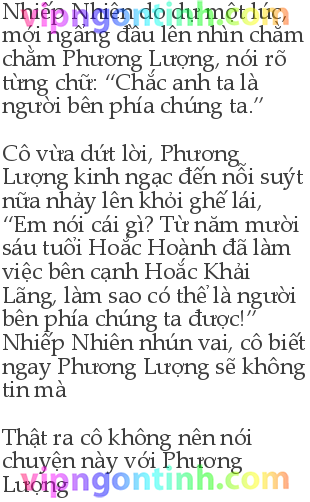 Nhiếp Nhiên do dự một lúc,
mới ngẩng đầu lên nhìn chằm
chằm Phương Lượng, nói rõ
từng chữ: “Chắc anh ta là
người bên phía chúng ta.”

Cô vừa dứt lời, Phương
Lượng kinh ngạc đến nỗi suýt
nữa nhảy lên khỏi ghế lái,
“Em nói cái gì? Từ năm mười
sáu tuổi Hoắc Hoành đã làm
việc bên cạnh Hoắc Khải
Lãng, làm sao có thể là người
bên phía chúng ta được!”
Nhiếp Nhiên nhún vai, cô biết
ngay Phương Lượng sẽ không
tin mà

Thật ra cô không nên nói
chuyện này với Phương
Lượng
vipngontinh.com
vipngontinh.com